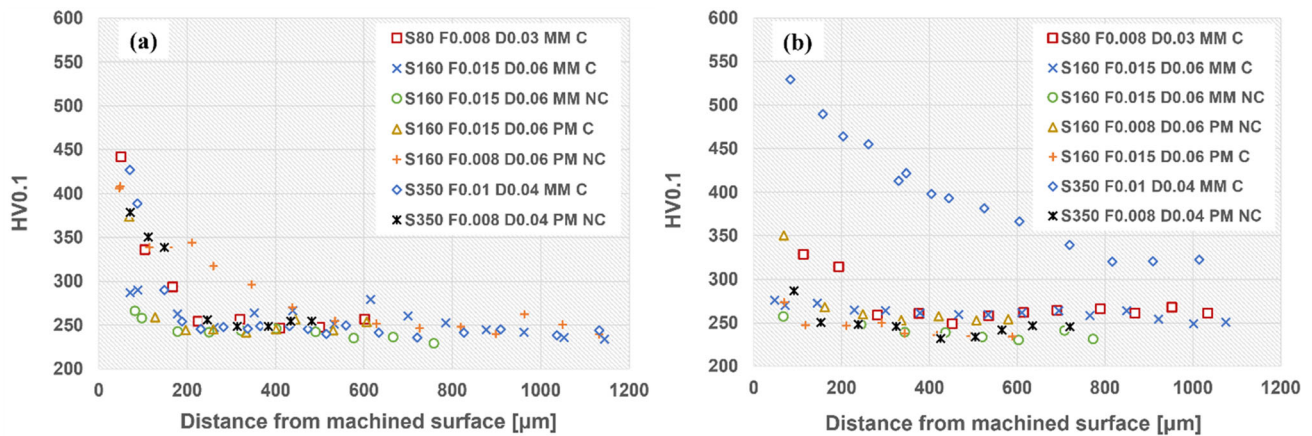 (a)
600
550
500
450
400
350
300
250
200
HV0.1
S80 F0.008 D0.03 MM C
S160 F0.015 D0.06 MM C
S160 F0.015 D0.06 MM NC
S160 F0.015 D0.06 PM C
S160 F0.008 D0.06 PM NC
S350 F0.01 D0.04 MM C
S350 F0.008 D0.04 PM NC
0 200 400 600 800 1000 1200
Distance from machined surface [µm]
(b)
600
550
500
450
400
350
300
250
200
HV0.1
S80 F0.008 D0.03 MM C
S160 F0.015 D0.06 MM C
S160 F0.015 D0.06 MM NC
S160 F0.008 D0.06 PM NC
S160 F0.015 D0.06 PM C
S350 F0.01 D0.04 MM C
S350 F0.008 D0.04 PM NC
0 200 400 600 800 1000 1200
Distance from machined surface [µm]